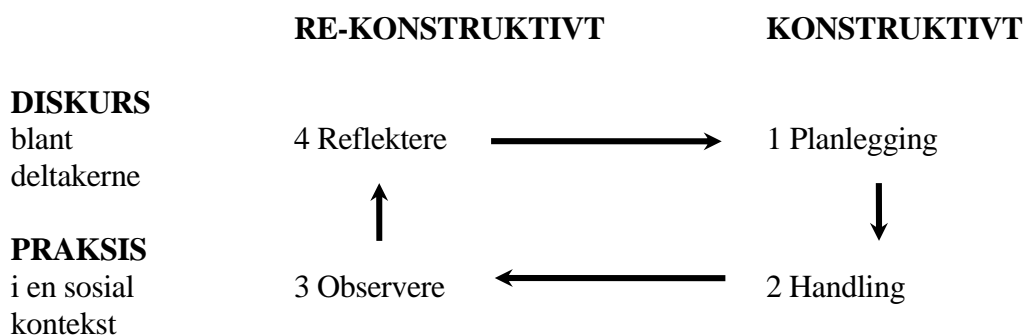 RE-KONSTRUKTIVT KONSTRUKTIVT
DISKURS
blant 4 Reflektere 1 Planlegging
deltakerne
PRAKSIS
i en sosial 3 Observere 2 Handling
kontekst